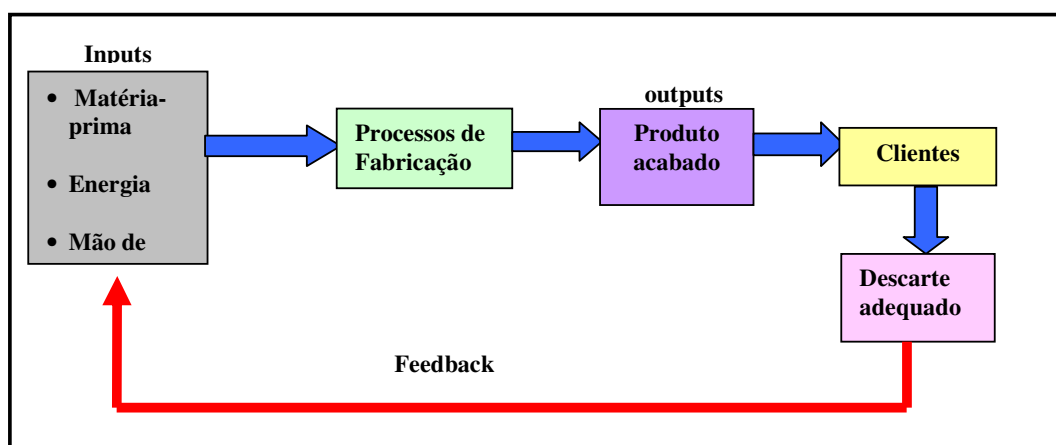 Inputs
• Matéria-
prima
• Energia
• Mão de
Processos de
Fabricação
outputs
Produto
acabado
Clientes
Descarte
adequado
Feedback